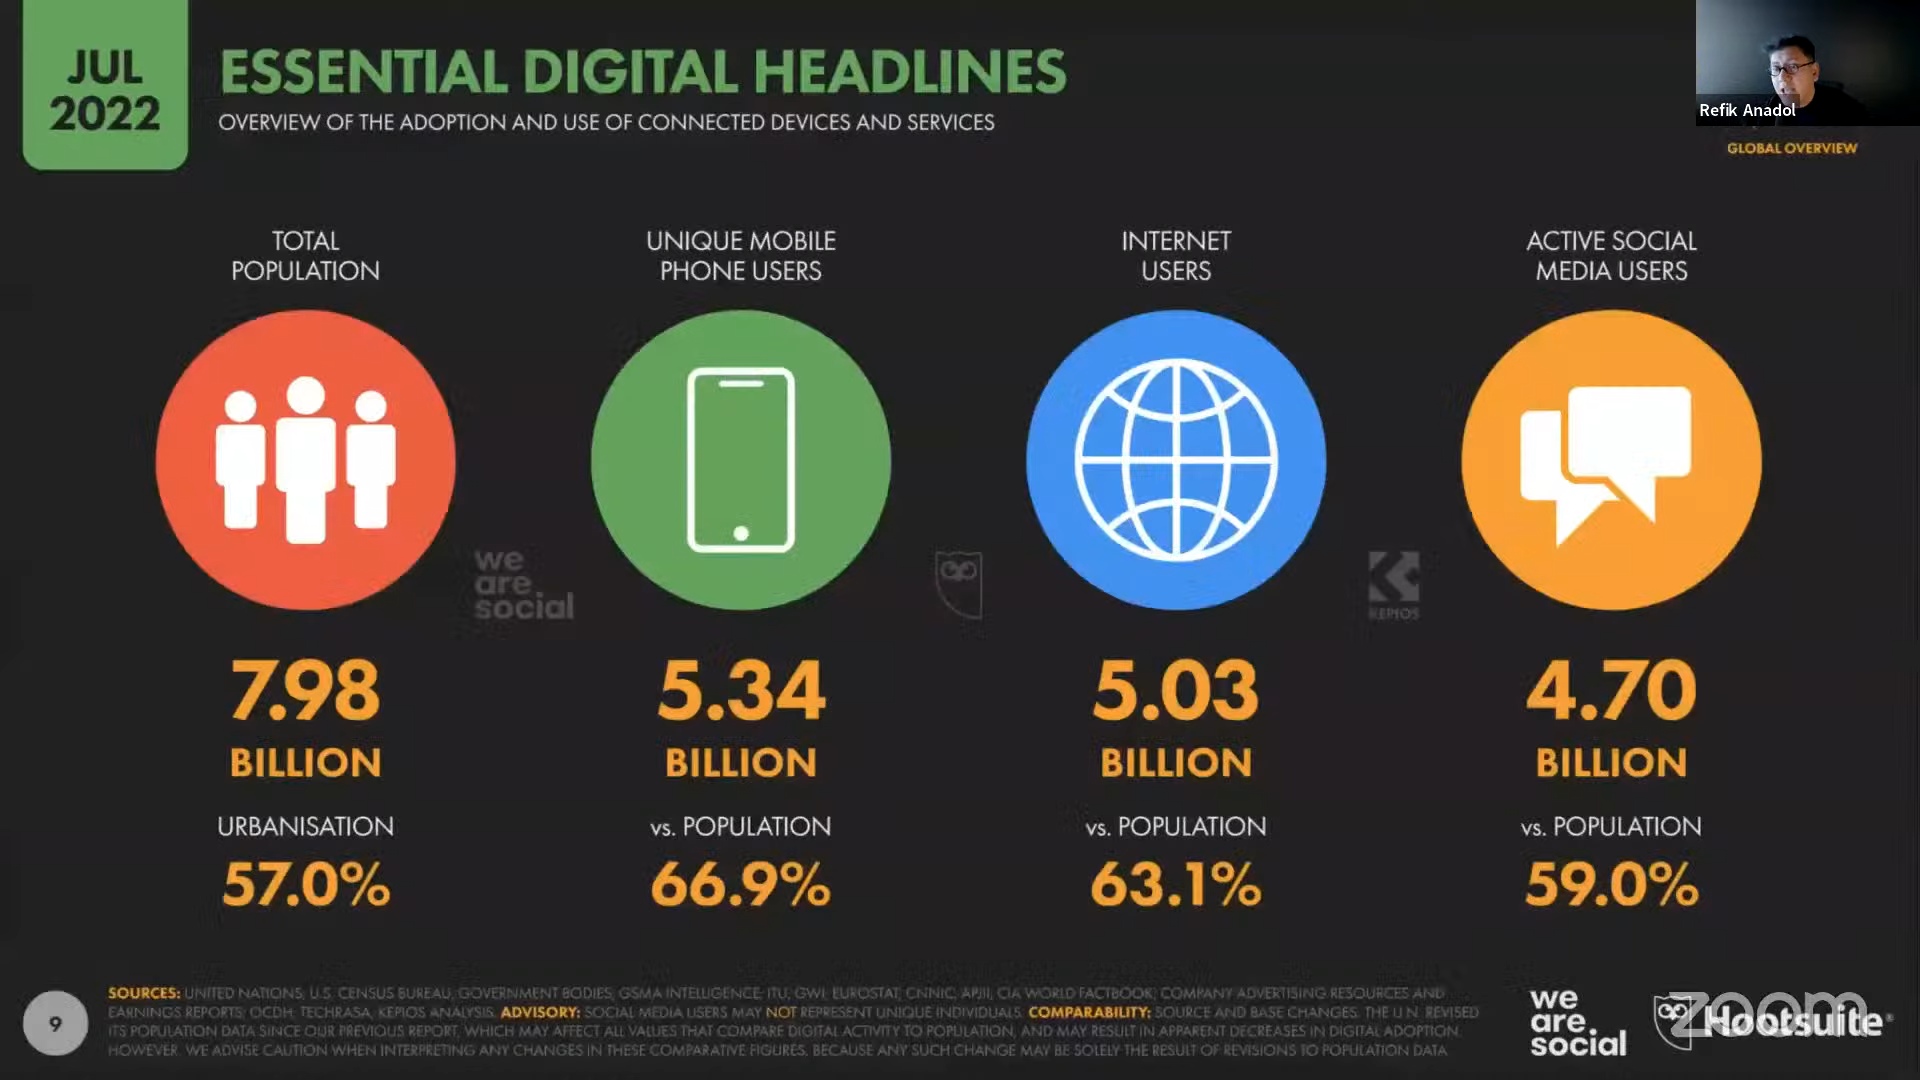 JUL
2022
ESSENTIAL DIGITAL HEADLINES
OVERVIEW OF THE ADOPTION AND USE OF CONNECTED DEVICES AND SERVICES
Refik Anadol
GLOBAL OVERVIEW
TOTAL
POPULATION
UNIQUE MOBILE
PHONE USERS
INTERNET
USERS
ACTIVE SOCIAL
MEDIA USERS
we
are
social
KEPIOS
7.98
BILLION
URBANISATION
57.0%
5.34
BILLION
vs. POPULATION
66.9%
5.03
BILLION
vs. POPULATION
63.1%
4.70
BILLION
vs. POPULATION
59.0%
9
SOURCES: UNITED NATIONS; U.S. CENSUS BUREAU; GOVERNMENT BODIES; GSMA INTELLIGENCE; ITU; GWI; EUROSTAT; CNNIC; APJII; CIA WORLD FACTBOOK; COMPANY ADVERTISING RESOURCES AND
EARNINGS REPORTS; OCDH; TECHRASA; KEPIOS ANALYSIS. ADVISORY: SOCIAL MEDIA USERS MAY NOT REPRESENT UNIQUE INDIVIDUALS. COMPARABILITY: SOURCE AND BASE CHANGES. THE U.N. REVISED
ITS POPULATION DATA SINCE OUR PREVIOUS REPORT, WHICH MAY AFFECT ALL VALUES THAT COMPARE DIGITAL ACTIVITY TO POPULATION, AND MAY RESULT IN APPARENT DECREASES IN DIGITAL ADOPTION.
HOWEVER, WE ADVISE CAUTION WHEN INTERPRETING ANY CHANGES IN THESE COMPARATIVE FIGURES, BECAUSE ANY SUCH CHANGE MAY BE SOLELY THE RESULT OF REVISIONS TO POPULATION DATA.
we
are
social
Hootsuite®
zoom